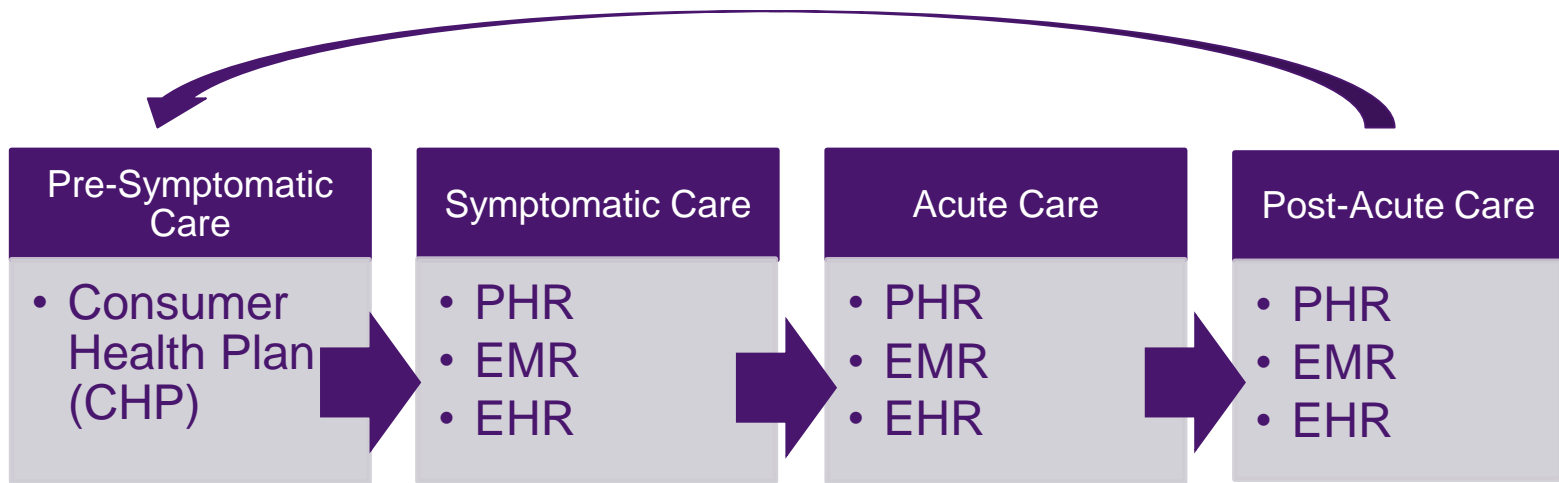 Pre-Symptomatic
Care
• Consumer
Health Plan
(CHP)
Symptomatic Care
• PHR
• EMR
• EHR
Acute Care
• PHR
• EMR
• EHR
Post-Acute Care
• PHR
• EMR
• EHR